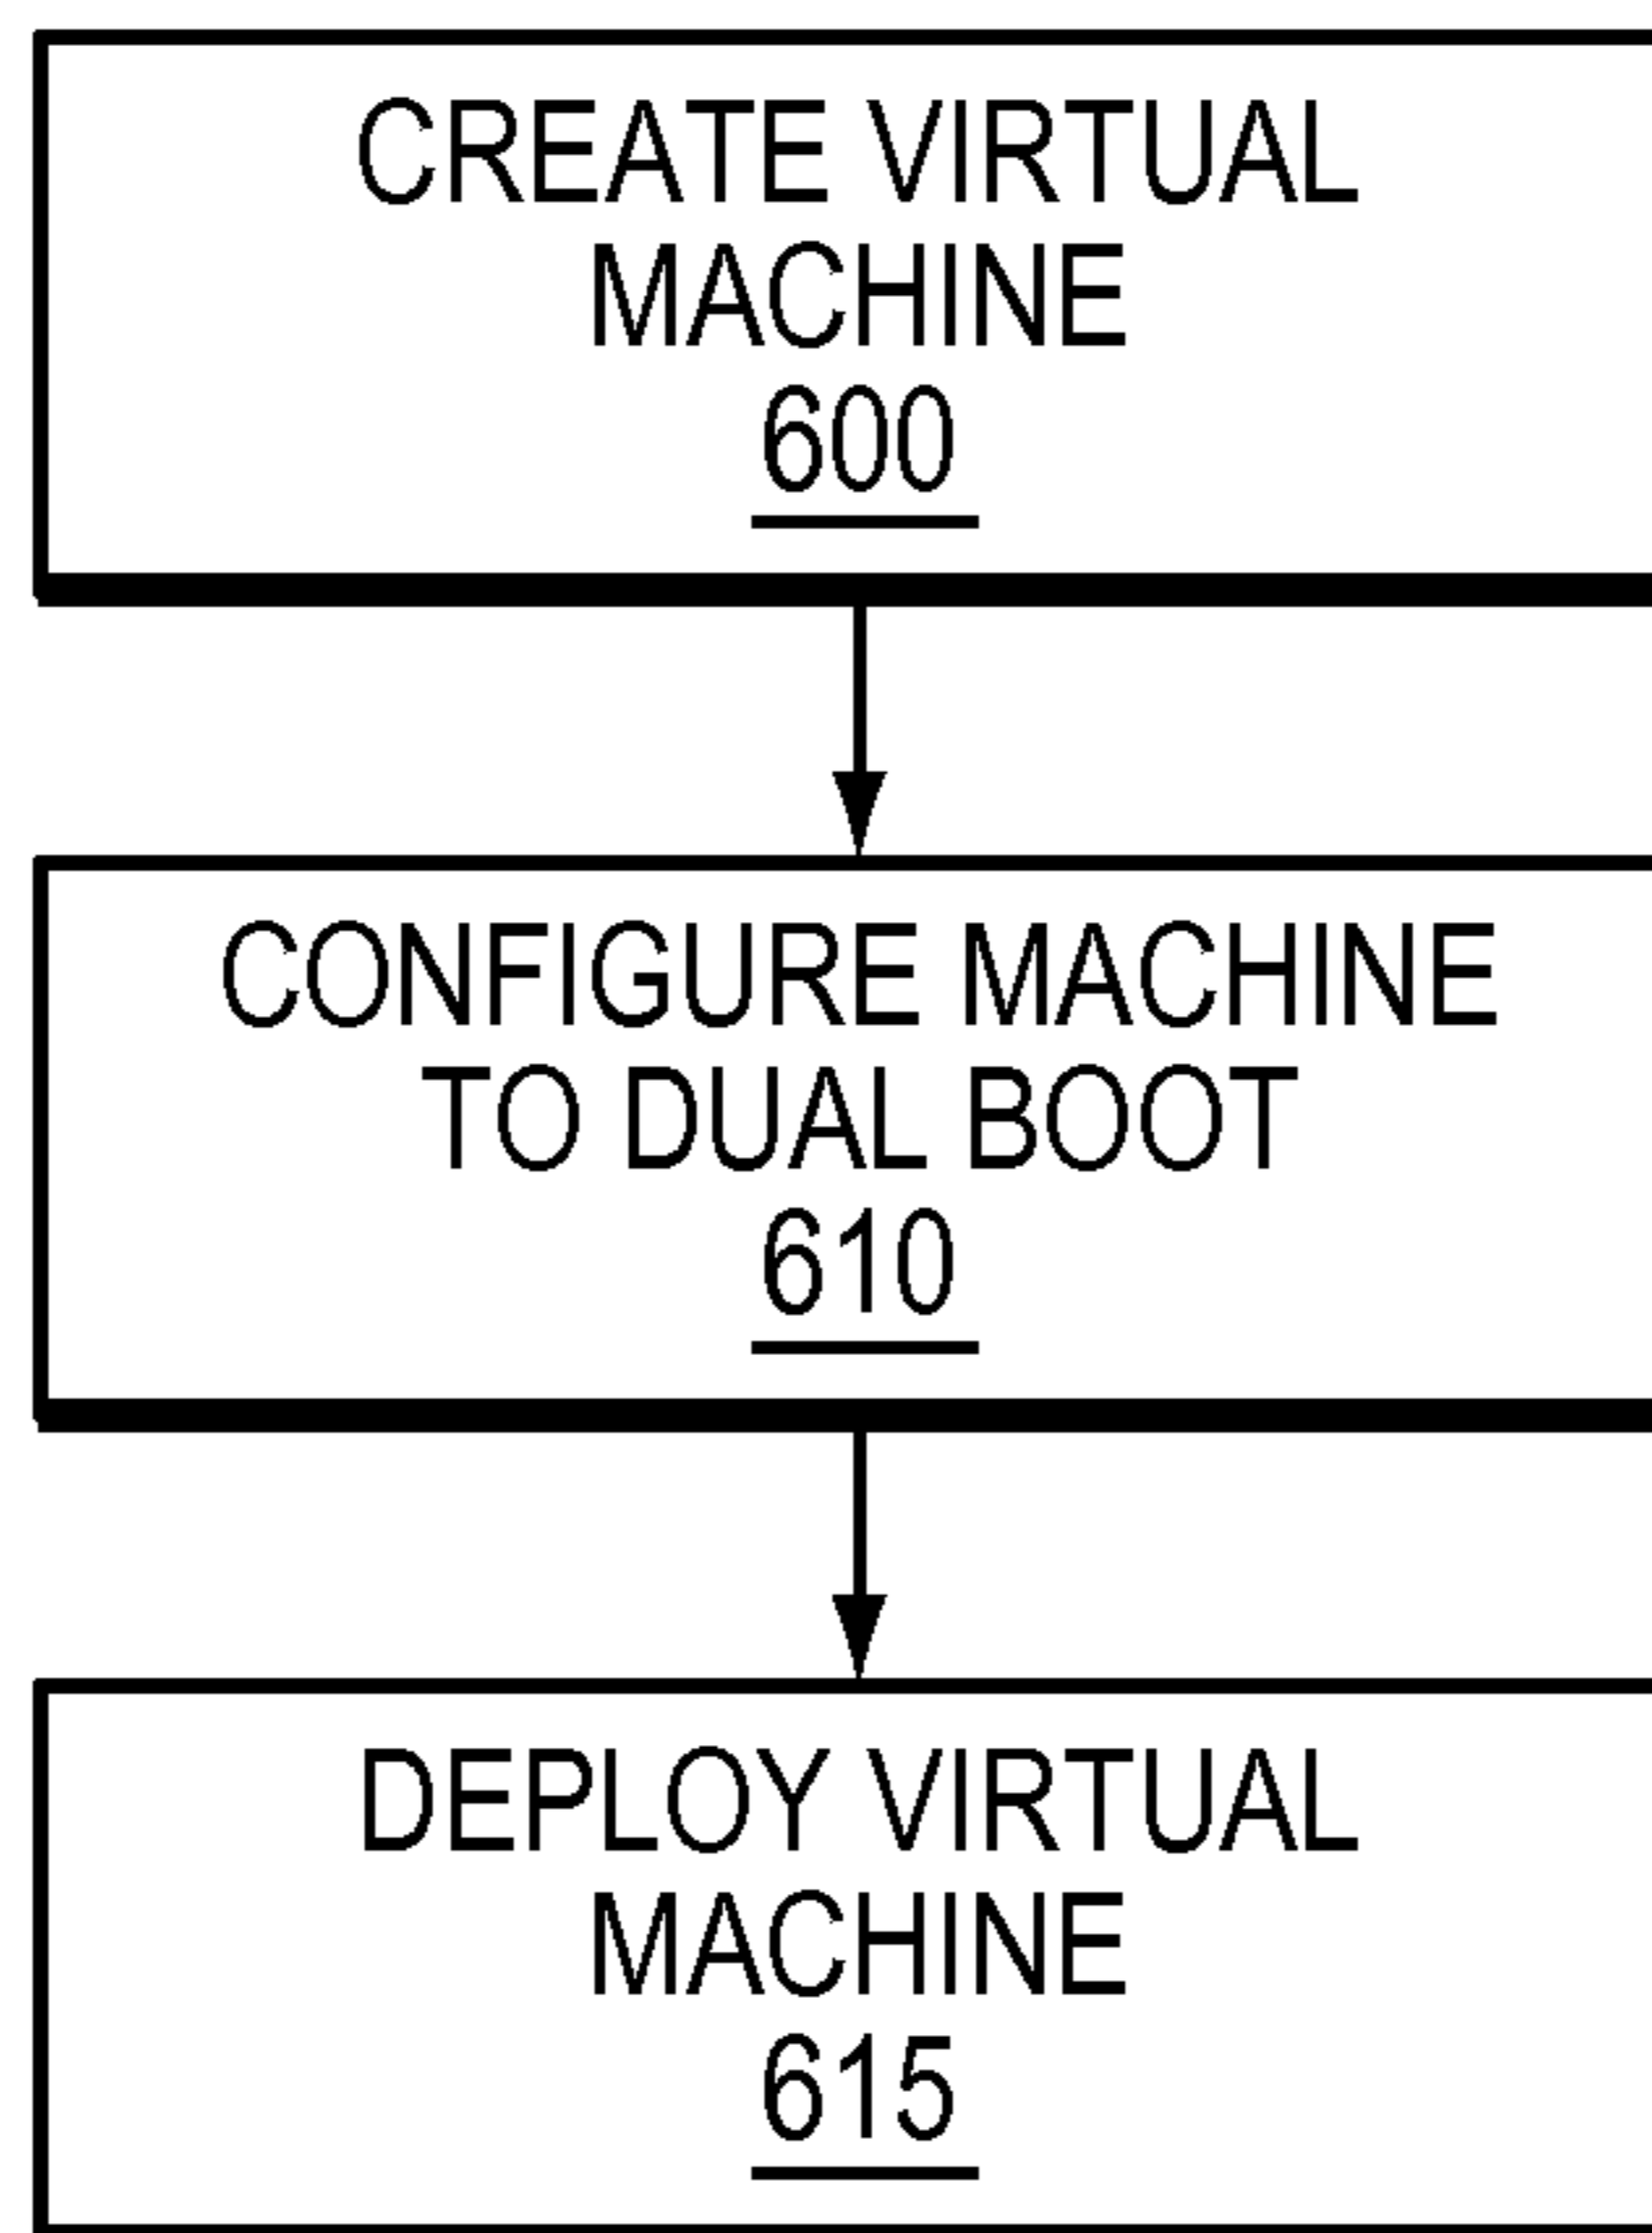 CREATE VIRTUAL
MACHINE
600
CONFIGURE MACHINE
TO DUAL BOOT
610
DEPLOY VIRTUAL
MACHINE
615